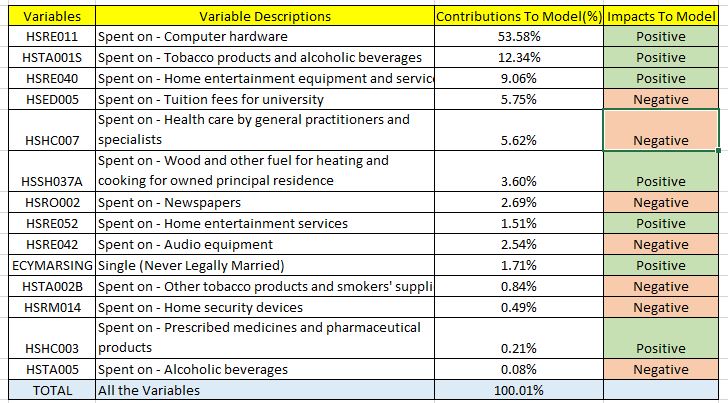 Variables Variable Descriptions Contributions To Model(%) Impacts To Model
HSRE011 Spent on - Computer hardware 53.58% Positive
HSTA001S Spent on - Tobacco products and alcoholic beverages 12.34% Positive
HSRE040 Spent on - Home entertainment equipment and servic 9.06% Positive
HSED005 Spent on - Tuition fees for university 5.75% Negative
Spent on - Health care by general practitioners and
HSHC007 specialists 5.62% Negative
Spent on - Wood and other fuel for heating and
HSSH037A cooking for owned principal residence 3.60% Positive
HSRO002 Spent on - Newspapers 2.69% Negative
HSRE052 Spent on - Home entertainment services 1.51% Positive
HSRE042 Spent on - Audio equipment 2.54% Negative
ECYMARSING Single (Never Legally Married) 1.71% Positive
HSTA002B Spent on - Other tobacco products and smokers' suppli 0.84% Negative
HSRM014 Spent on - Home security devices 0.49% Negative
Spent on - Prescribed medicines and pharmaceutical
HSHC003 products 0.21% Positive
HSTA005 Spent on - Alcoholic beverages 0.08% Negative
TOTAL All the Variables 100.01%